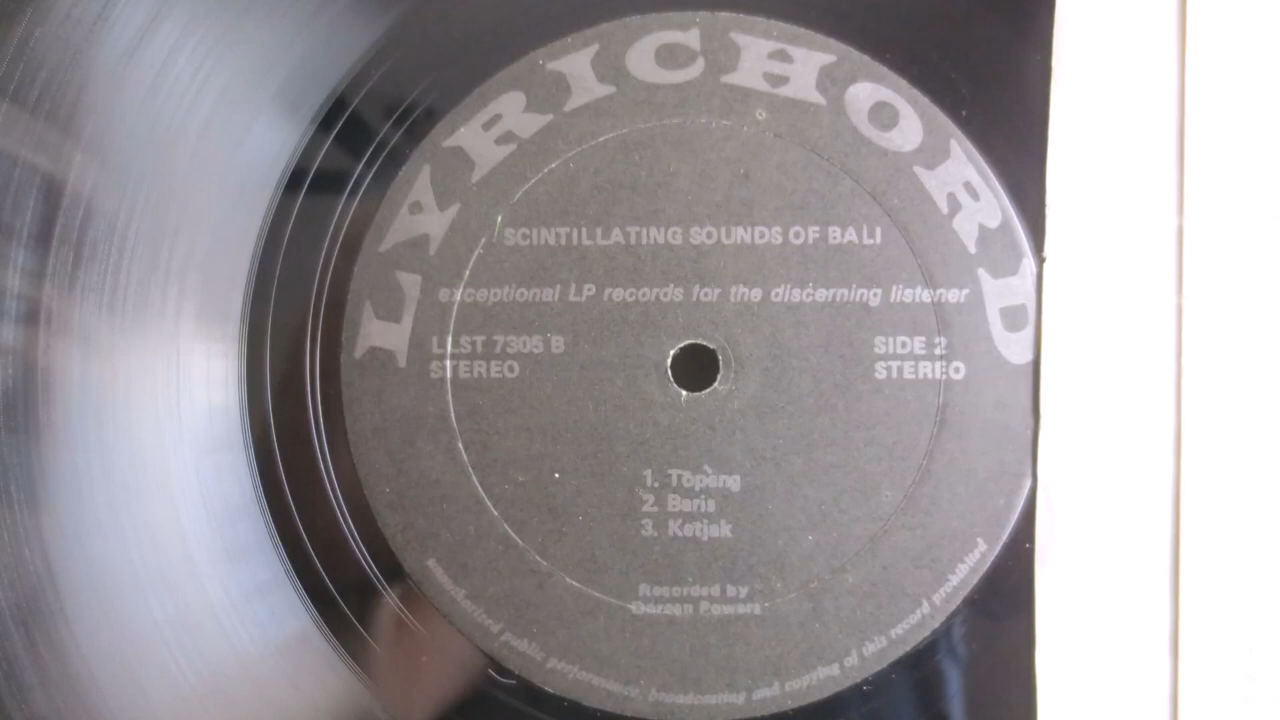 LYRICHORD
SCINTILLATING SOUNDS OF BALI
exceptional LP records for the discerning listener
LLST 7305 B
STEREO
SIDE 2
STEREO
1. Topeng
2. Baris
3. Ketjak
Recorded by
Doreen Powers
unauthorized public performance, broadcasting and copying of this record prohibited